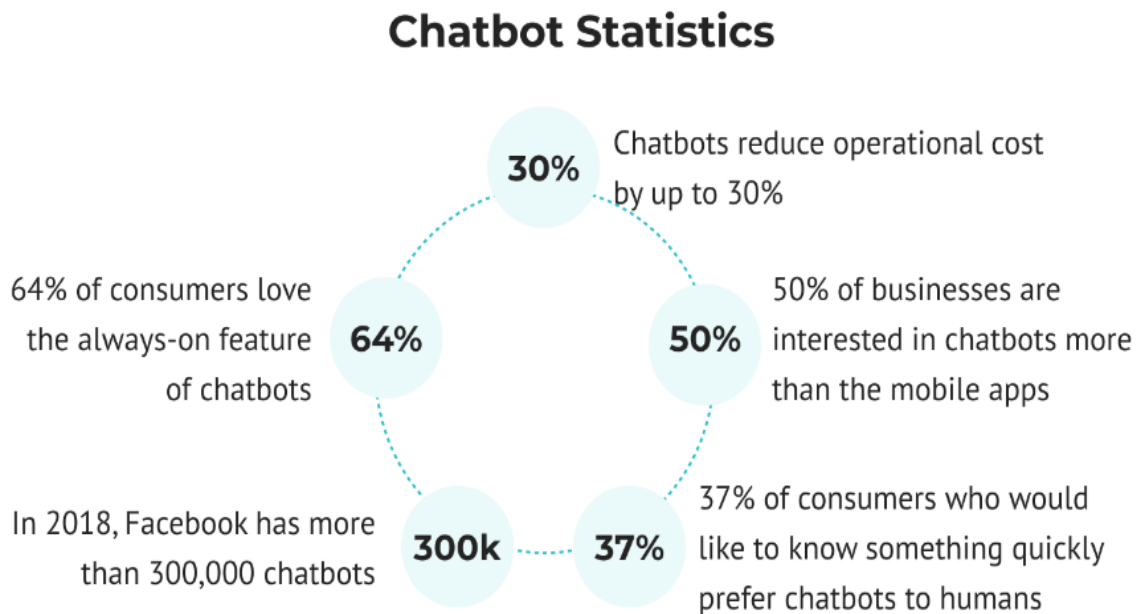 Chatbot Statistics
30%
Chatbots reduce operational cost
by up to 30%
50%
50% of businesses are
interested in chatbots more
than the mobile apps
37%
37% of consumers who would
like to know something quickly
prefer chatbots to humans
300k
In 2018, Facebook has more
than 300,000 chatbots
64%
64% of consumers love
the always-on feature
of chatbots